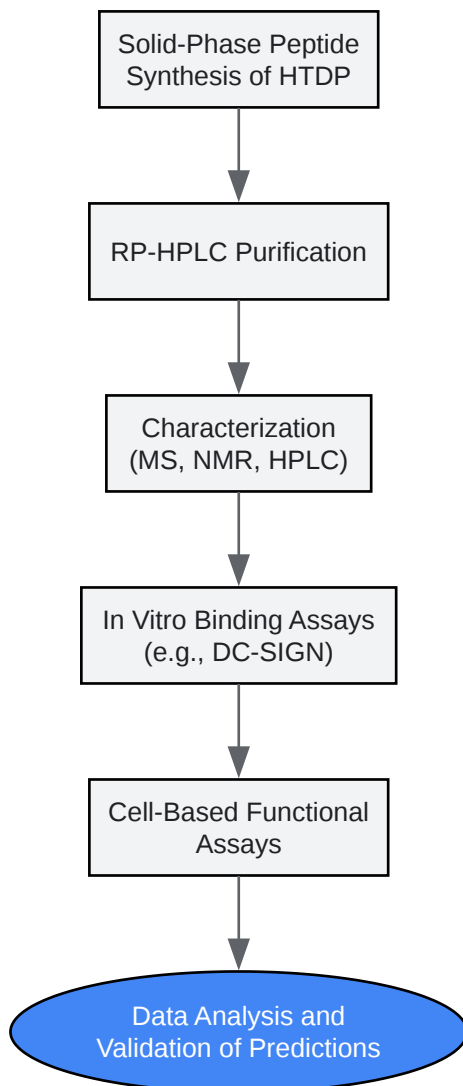 Solid-Phase Peptide
Synthesis of HTDP
RP-HPLC Purification
Characterization
(MS, NMR, HPLC)
In Vitro Binding Assays
(e.g., DC-SIGN)
Cell-Based Functional
Assays
Data Analysis and
Validation of Predictions